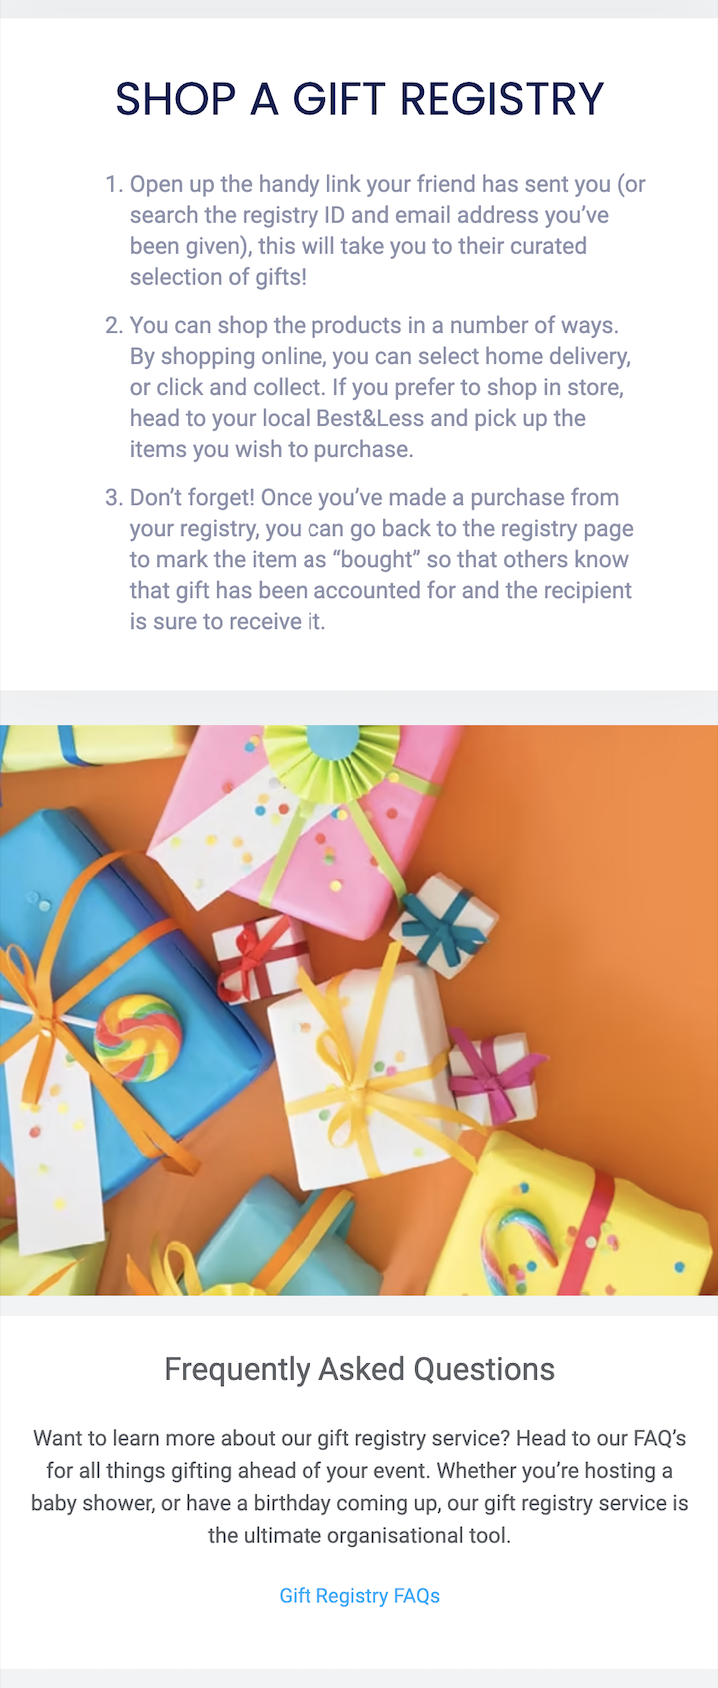 SHOP A GIFT REGISTRY
1. Open up the handy link your friend has sent you (or
search the registry ID and email address you’ve
been given), this will take you to their curated
selection of gifts!
2. You can shop the products in a number of ways.
By shopping online, you can select home delivery,
or click and collect. If you prefer to shop in store,
head to your local Best&Less and pick up the
items you wish to purchase.
3. Don’t forget! Once you’ve made a purchase from
your registry, you can go back to the registry page
to mark the item as “bought” so that others know
that gift has been accounted for and the recipient
is sure to receive it.
Frequently Asked Questions
Want to learn more about our gift registry service? Head to our FAQ’s
for all things gifting ahead of your event. Whether you’re hosting a
baby shower, or have a birthday coming up, our gift registry service is
the ultimate organisational tool.
Gift Registry FAQs